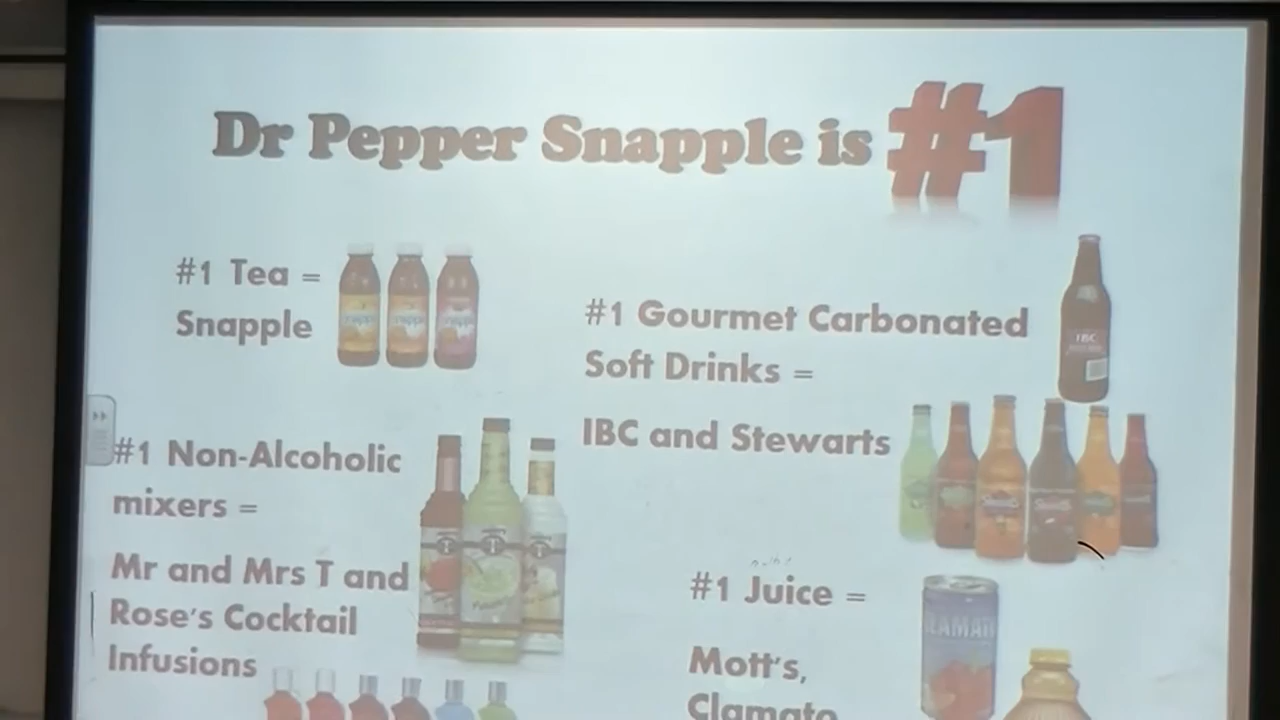 Dr Pepper Snapple is #1
#1 Tea =
Snapple
#1 Gourmet Carbonated
Soft Drinks =
IBC and Stewarts
IBC
#1 Non-Alcoholic
mixers =
Mr and Mrs T and
Rose's Cocktail
Infusions
#1 Juice =
Mott's,
Clamato